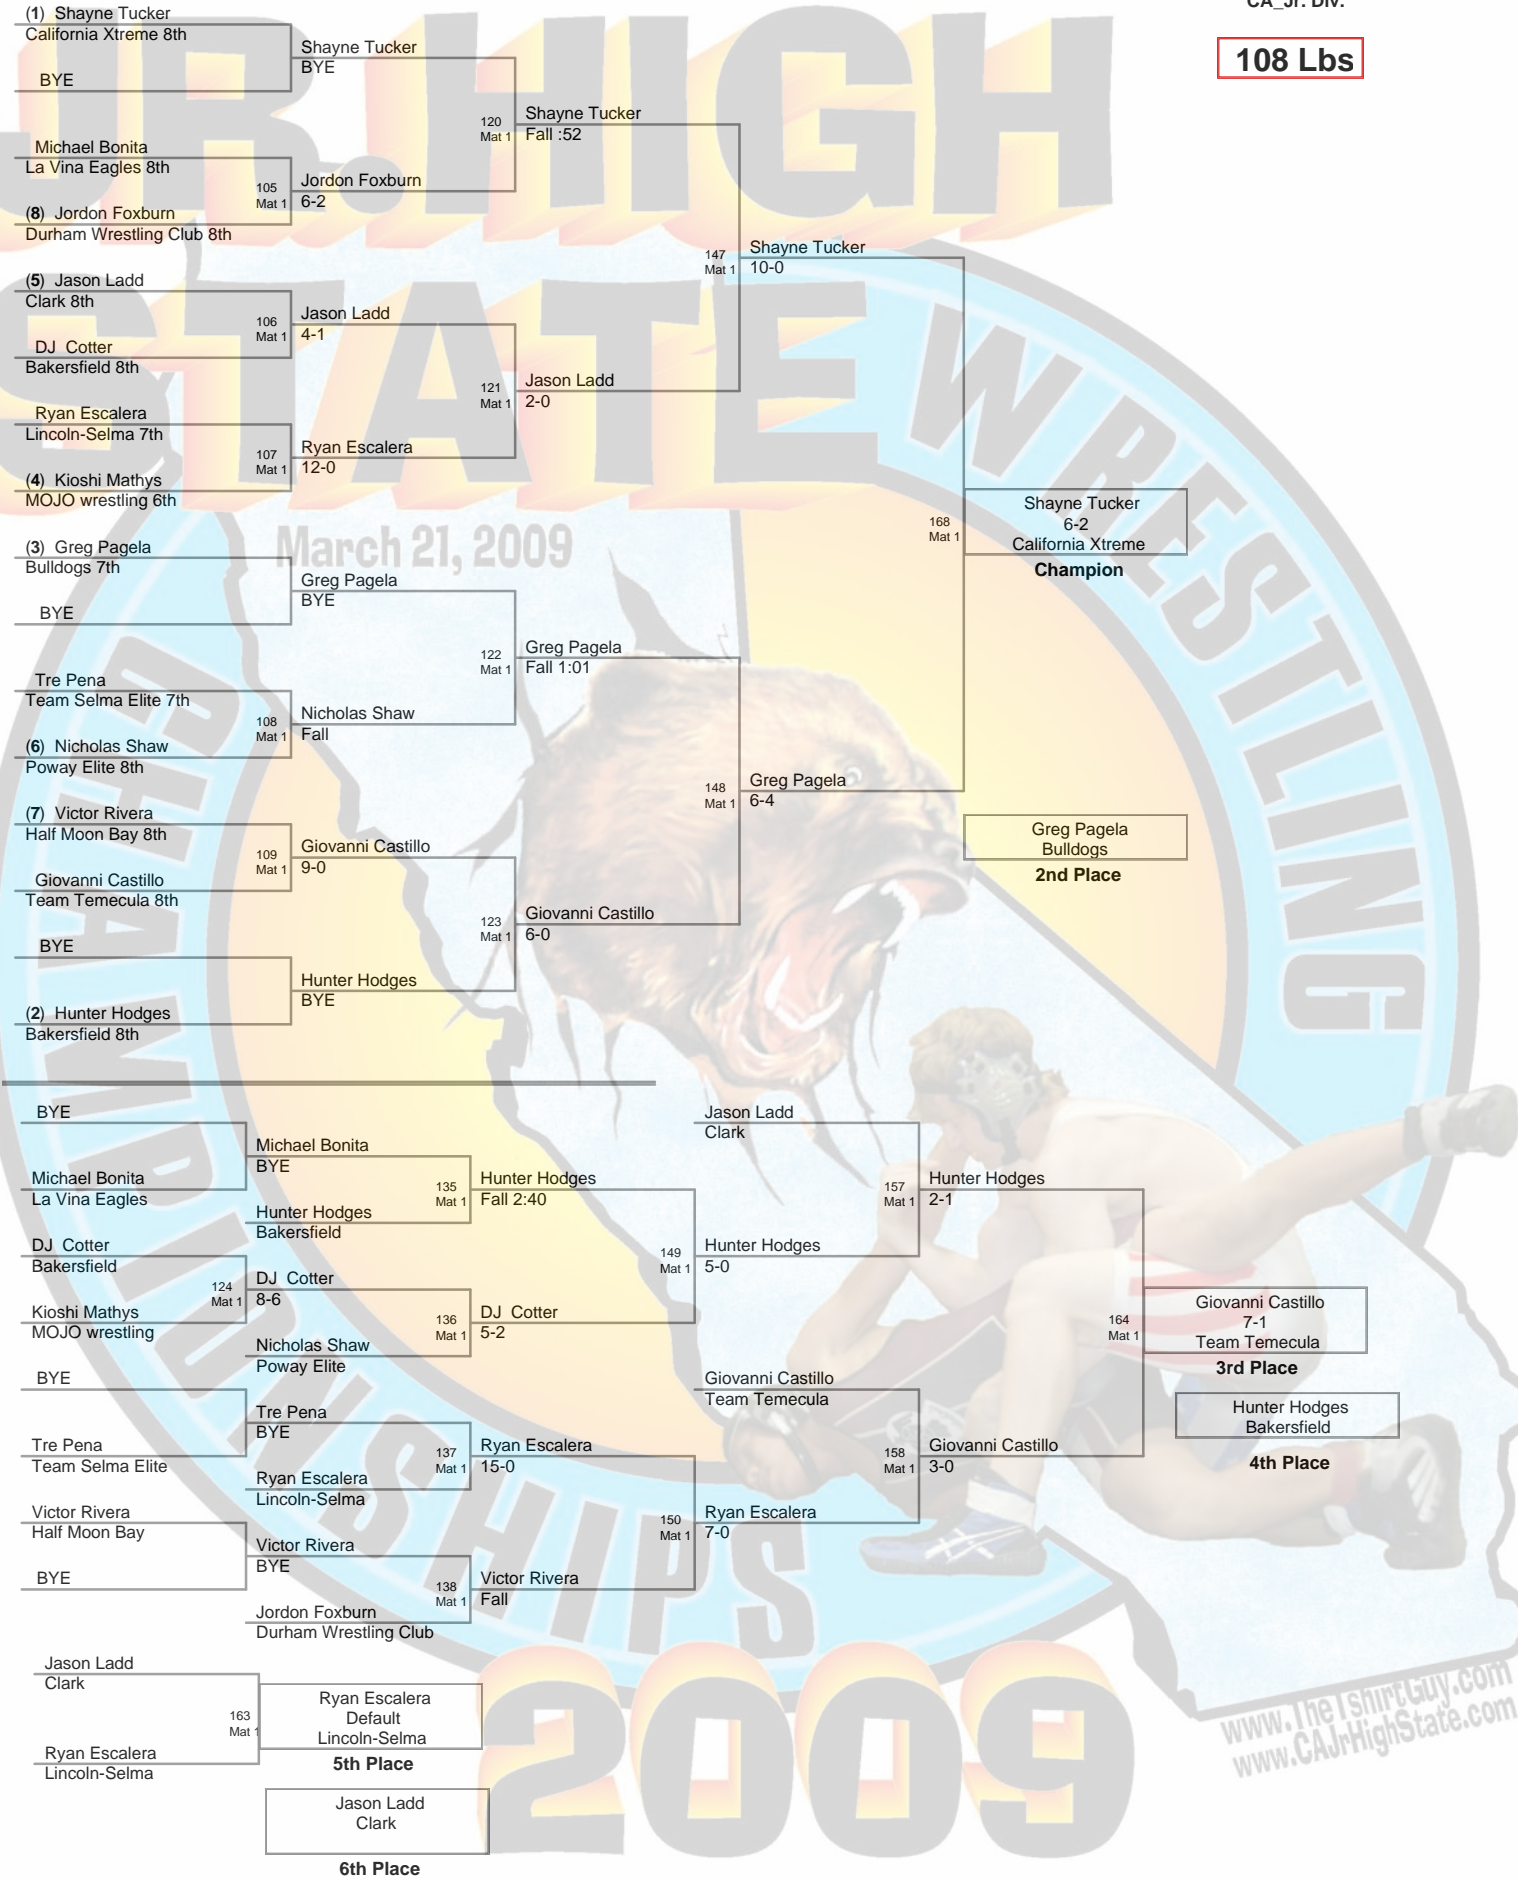 CA_Jr. Div.
108 Lbs
JR. HIGH
STATE
WRESTLING
CHAMPIONSHIPS
March 21, 2009
2009
(1) Shayne Tucker
California Xtreme 8th
BYE
Michael Bonita
La Vina Eagles 8th
(8) Jordon Foxburn
Durham Wrestling Club 8th
(5) Jason Ladd
Clark 8th
DJ Cotter
Bakersfield 8th
Ryan Escalera
Lincoln-Selma 7th
(4) Kioshi Mathys
MOJO wrestling 6th
(3) Greg Pagela
Bulldogs 7th
BYE
Tre Pena
Team Selma Elite 7th
(6) Nicholas Shaw
Poway Elite 8th
(7) Victor Rivera
Half Moon Bay 8th
Giovanni Castillo
Team Temecula 8th
BYE
(2) Hunter Hodges
Bakersfield 8th
Shayne Tucker
BYE
105
Mat 1
Jordon Foxburn
6-2
106
Mat 1
Jason Ladd
4-1
107
Mat 1
Ryan Escalera
12-0
Greg Pagela
BYE
108
Mat 1
Nicholas Shaw
Fall
109
Mat 1
Giovanni Castillo
9-0
Hunter Hodges
BYE
120
Mat 1
Shayne Tucker
Fall :52
121
Mat 1
Jason Ladd
2-0
122
Mat 1
Greg Pagela
Fall 1:01
123
Mat 1
Giovanni Castillo
6-0
147
Mat 1
Shayne Tucker
10-0
148
Mat 1
Greg Pagela
6-4
168
Mat 1
Shayne Tucker
6-2
California Xtreme
Champion
Greg Pagela
Bulldogs
2nd Place
BYE
Michael Bonita
La Vina Eagles
DJ Cotter
Bakersfield
Kioshi Mathys
MOJO wrestling
BYE
Tre Pena
Team Selma Elite
Victor Rivera
Half Moon Bay
BYE
Michael Bonita
BYE
Hunter Hodges
Bakersfield
124
Mat 1
DJ Cotter
8-6
Nicholas Shaw
Poway Elite
Tre Pena
BYE
Ryan Escalera
Lincoln-Selma
Victor Rivera
BYE
Jordon Foxburn
Durham Wrestling Club
135
Mat 1
Hunter Hodges
Fall 2:40
136
Mat 1
DJ Cotter
5-2
137
Mat 1
Ryan Escalera
15-0
138
Mat 1
Victor Rivera
Fall
Jason Ladd
Clark
149
Mat 1
Hunter Hodges
5-0
Giovanni Castillo
Team Temecula
150
Mat 1
Ryan Escalera
7-0
157
Mat 1
Hunter Hodges
2-1
158
Mat 1
Giovanni Castillo
3-0
164
Mat 1
Giovanni Castillo
7-1
Team Temecula
3rd Place
Hunter Hodges
Bakersfield
4th Place
Jason Ladd
Clark
Ryan Escalera
Lincoln-Selma
163
Mat 1
Ryan Escalera
Default
Lincoln-Selma
5th Place
Jason Ladd
Clark
6th Place
www.TheTshirtGuy.com
www.CAJrHighState.com